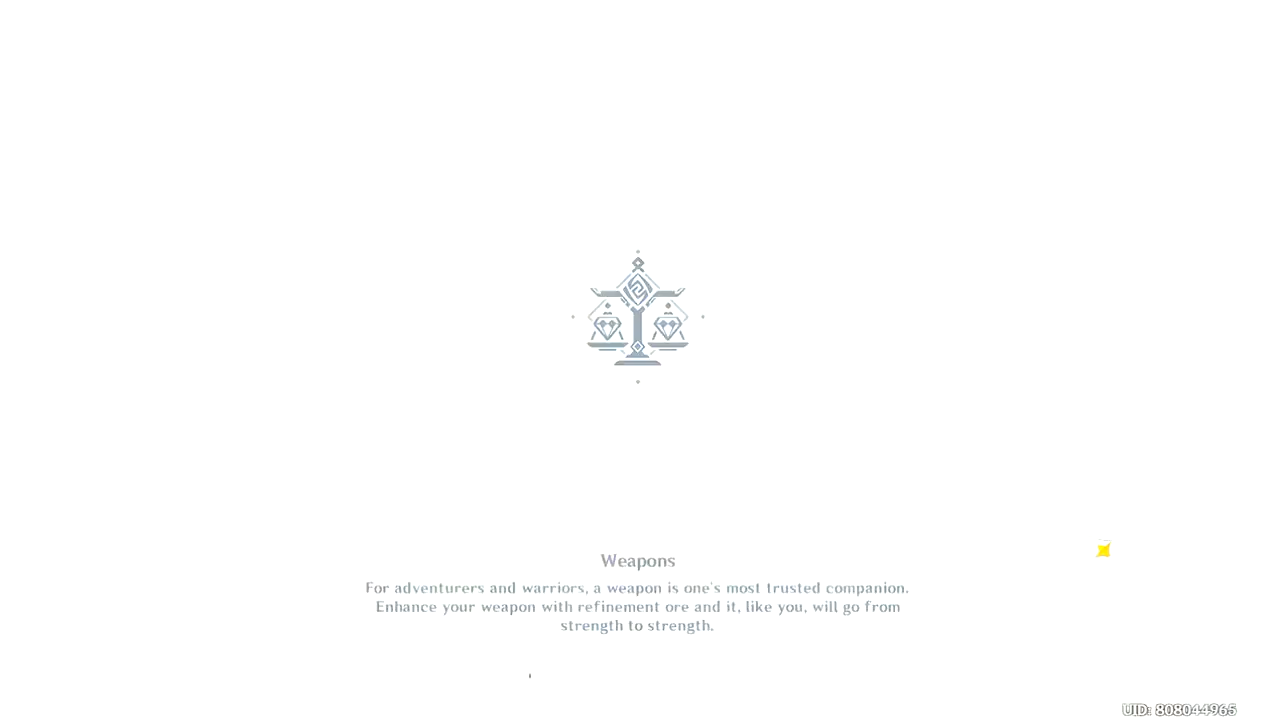 Weapons
For adventurers and warriors, a weapon is one's most trusted companion.
Enhance your weapon with refinement ore and it, like you, will go from
strength to strength.
UID: 808044965